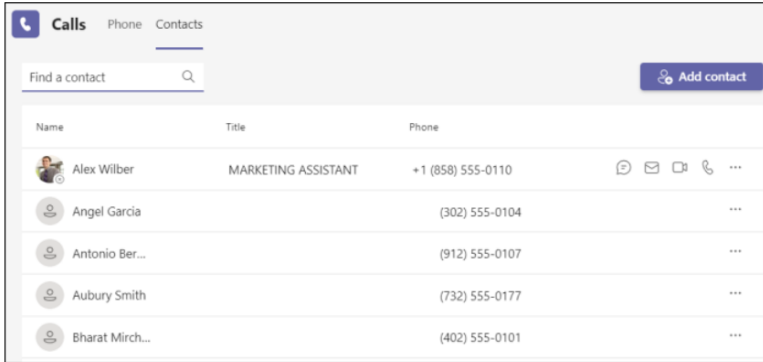 Calls Phone Contacts
Find a contact
Add contact
Name Title Phone
Alex Wilber MARKETING ASSISTANT +1 (858) 555-0110
Angel Garcia (302) 555-0104
Antonio Ber... (912) 555-0107
Aubury Smith (732) 555-0177
Bharat Mirch... (402) 555-0101